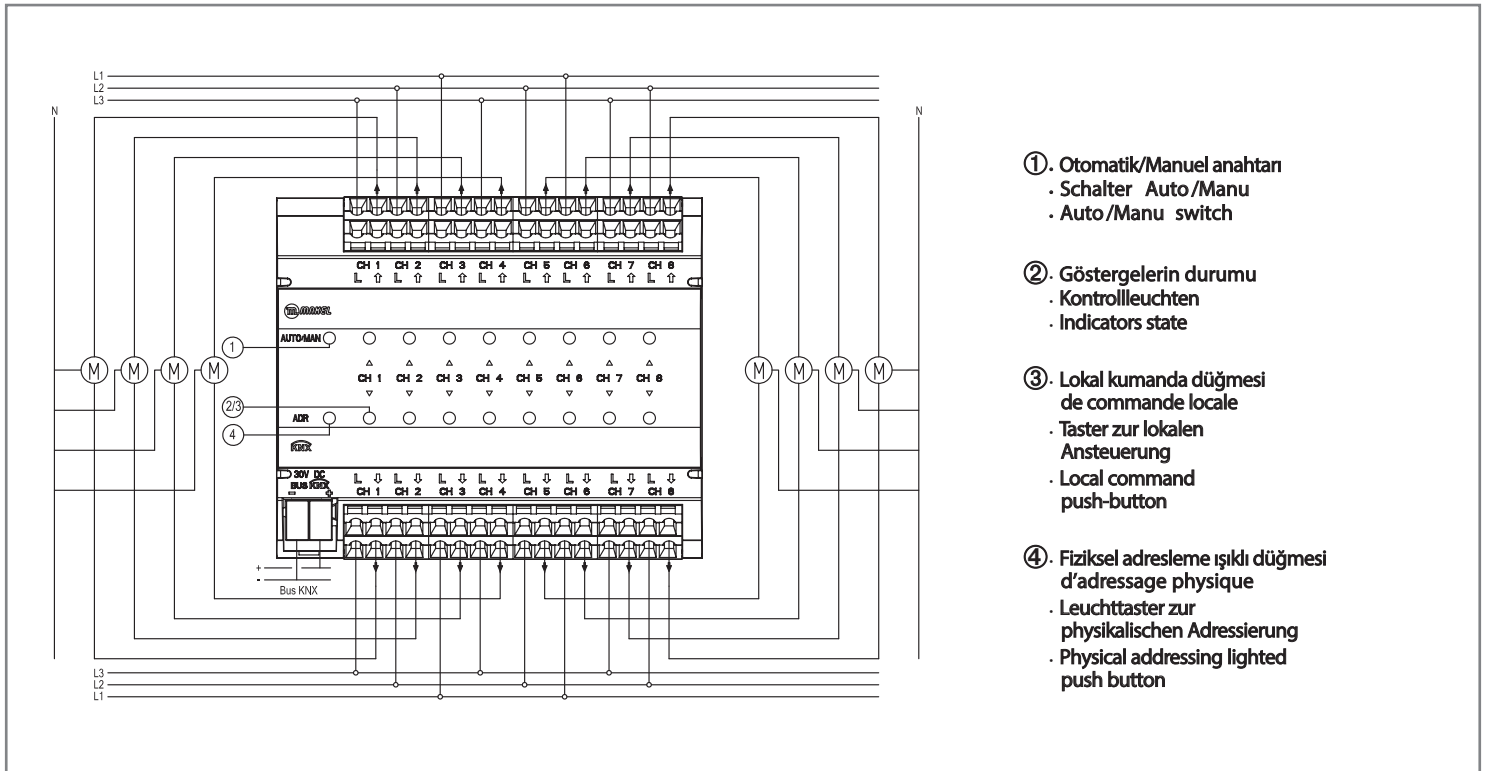 L1
L2
L3
N
N
CH 1 CH 2 CH 3 CH 4 CH 5 CH 6 CH 7 CH 8
L ⇧ L ⇧ L ⇧ L ⇧ L ⇧ L ⇧ L ⇧ L ⇧
m makel
AUTO/MAN
1
M M M M
△ △ △ △ △ △ △ △
CH 1 CH 2 CH 3 CH 4 CH 5 CH 6 CH 7 CH 8
▽ ▽ ▽ ▽ ▽ ▽ ▽ ▽
M M M M
2/3
ADR
4
KNX
30V DC
BUS KNX
- +
L ⇩ L ⇩ L ⇩ L ⇩ L ⇩ L ⇩ L ⇩ L ⇩
CH 1 CH 2 CH 3 CH 4 CH 5 CH 6 CH 7 CH 8
+
-
Bus KNX
L3
L2
L1
①. Otomatik/Manuel anahtarı
· Schalter Auto/Manu
· Auto/Manu switch
②· Göstergelerin durumu
· Kontrollleuchten
· Indicators state
③· Lokal kumanda düğmesi
de commande locale
· Taster zur lokalen
Ansteuerung
· Local command
push-button
④· Fiziksel adresleme ışıklı düğmesi
d'adressage physique
· Leuchttaster zur
physikalischen Adressierung
· Physical addressing lighted
push button